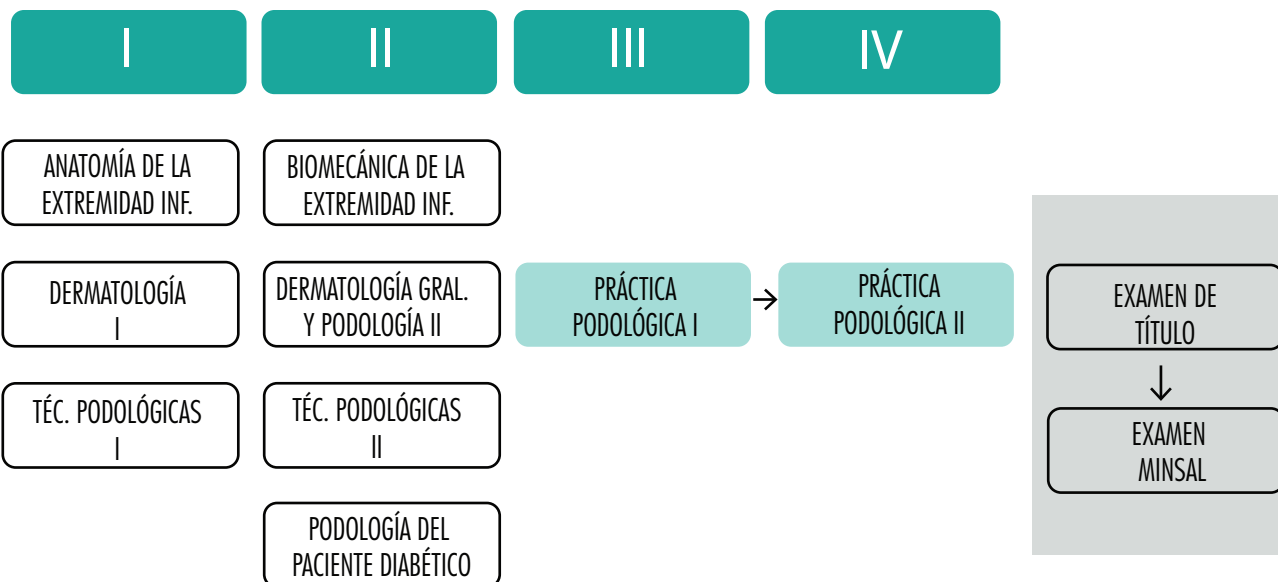 I
II
III
IV
ANATOMÍA DE LA
EXTREMIDAD INF.
BIOMECÁNICA DE LA
EXTREMIDAD INF.
DERMATOLOGÍA
I
DERMATOLOGÍA GRAL.
Y PODOLOGÍA II
PRÁCTICA
PODOLÓGICA I
PRÁCTICA
PODOLÓGICA II
EXAMEN DE
TÍTULO
TÉC. PODOLÓGICAS
I
TÉC. PODOLÓGICAS
II
EXAMEN
MINSAL
PODOLOGÍA DEL
PACIENTE DIABÉTICO